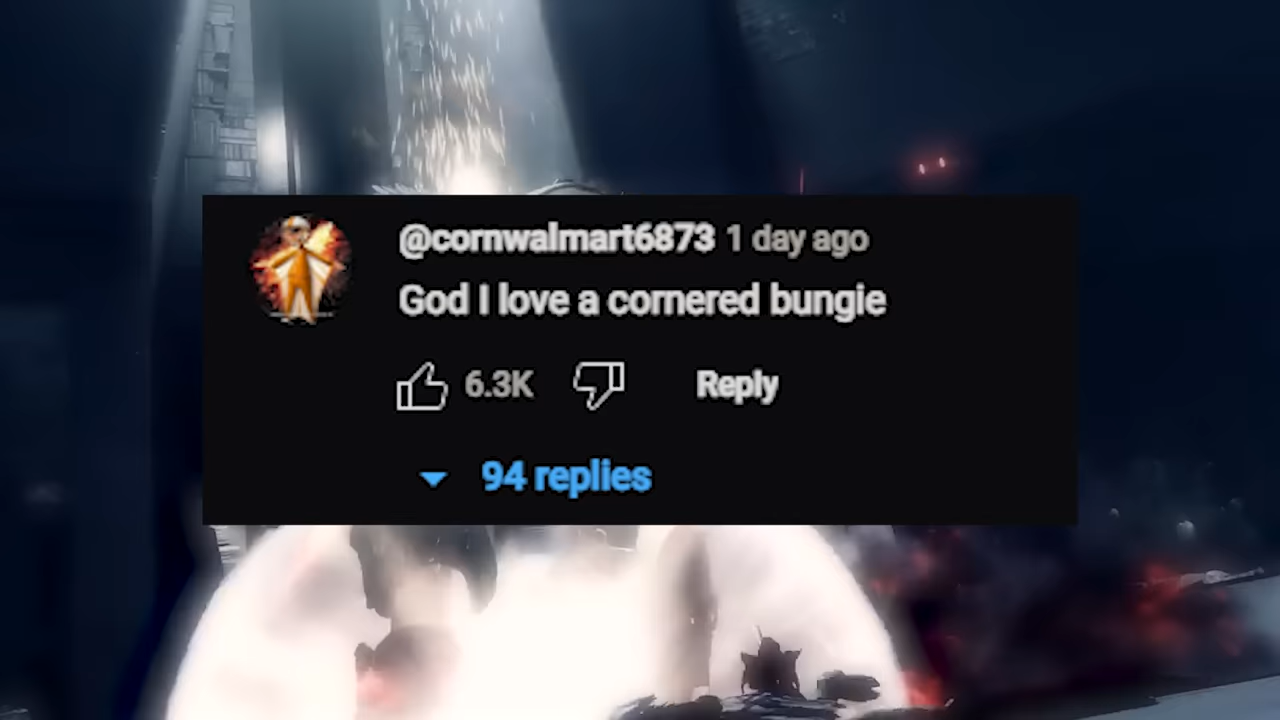 @cornwalmart6873 1 day ago
God I love a cornered bungie
6.3K Reply
94 replies